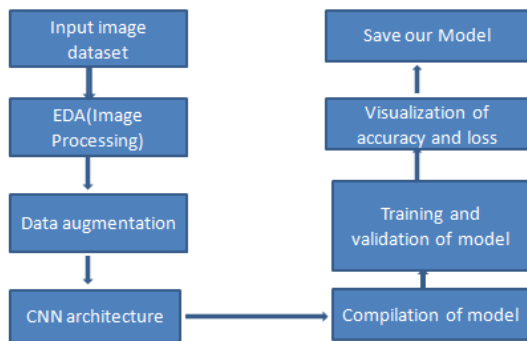 Input image
dataset
EDA(Image
Processing)
Data augmentation
CNN architecture
Compilation of model
Training and
validation of model
Visualization of
accuracy and loss
Save our Model